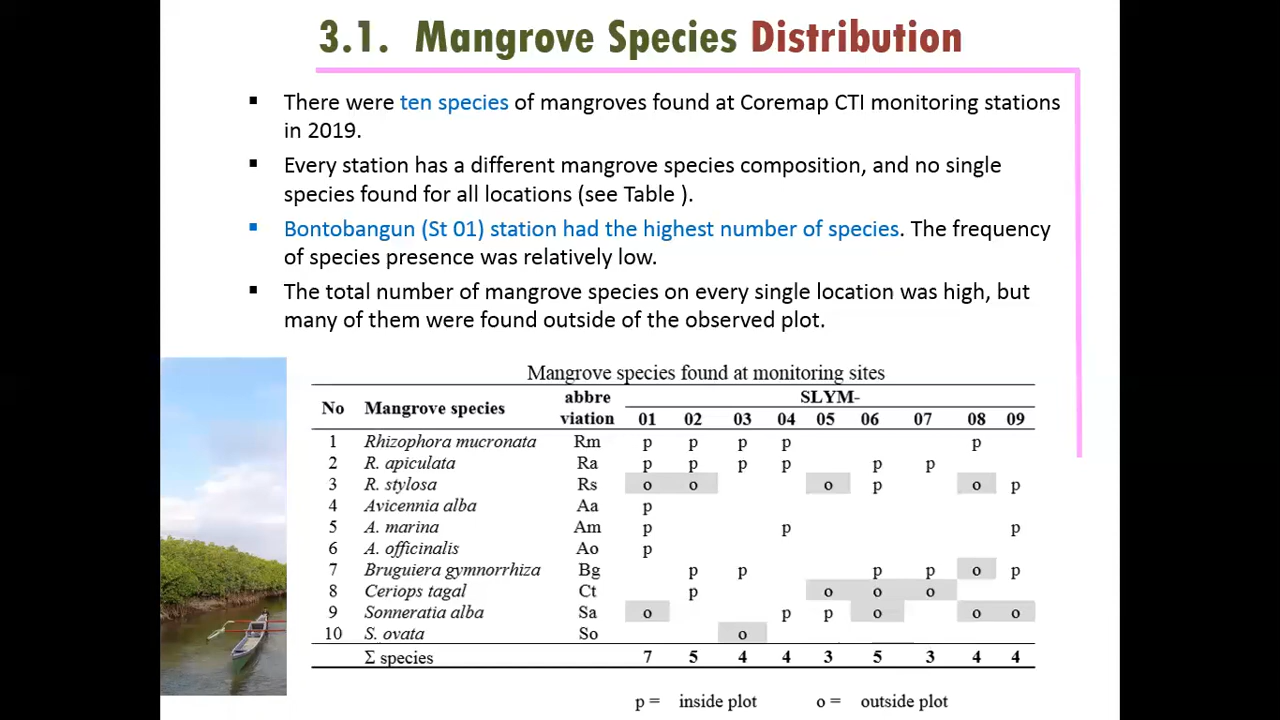 3.1. Mangrove Species Distribution
▪ There were ten species of mangroves found at Coremap CTI monitoring stations
in 2019.
▪ Every station has a different mangrove species composition, and no single
species found for all locations (see Table ).
▪ Bontobangun (St 01) station had the highest number of species. The frequency
of species presence was relatively low.
▪ The total number of mangrove species on every single location was high, but
many of them were found outside of the observed plot.
Mangrove species found at monitoring sites
No Mangrove species abbre viation SLYM-
01 02 03 04 05 06 07 08 09
1 Rhizophora mucronata Rm p p p p p
2 R. apiculata Ra p p p p p p
3 R. stylosa Rs o o o p o p
4 Avicennia alba Aa p
5 A. marina Am p p p
6 A. officinalis Ao p
7 Bruguiera gymnorrhiza Bg p p p p o p
8 Ceriops tagal Ct p o o o
9 Sonneratia alba Sa o p p o o o
10 S. ovata So o
Σ species 7 5 4 4 3 5 3 4 4
p = inside plot o = outside plot